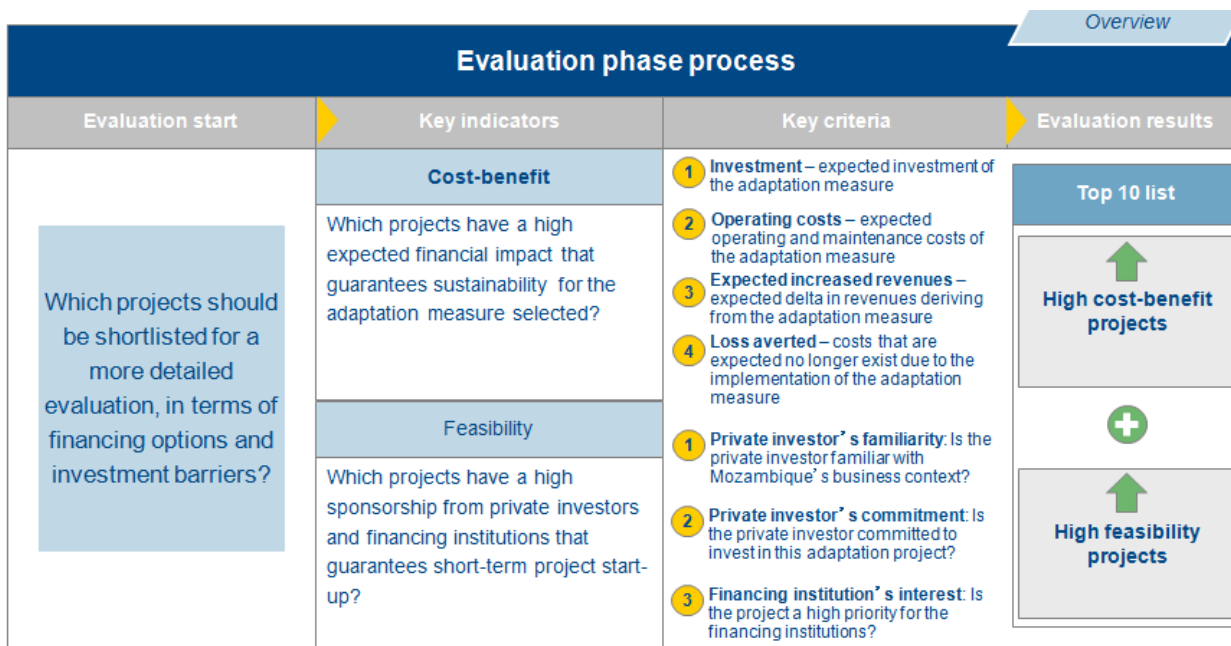 Overview
Evaluation phase process
Evaluation start
Key indicators
Key criteria
Evaluation results
Which projects should
be shortlisted for a
more detailed
evaluation, in terms of
financing options and
investment barriers?
Cost-benefit
Which projects have a high
expected financial impact that
guarantees sustainability for the
adaptation measure selected?
Feasibility
Which projects have a high
sponsorship from private investors
and financing institutions that
guarantees short-term project start-
up?
1 Investment – expected investment of
the adaptation measure
2 Operating costs – expected
operating and maintenance costs of
the adaptation measure
3 Expected increased revenues –
expected delta in revenues deriving
from the adaptation measure
4 Loss averted – costs that are
expected no longer exist due to the
implementation of the adaptation
measure
1 Private investor's familiarity: Is the
private investor familiar with
Mozambique's business context?
2 Private investor's commitment: Is
the private investor committed to
invest in this adaptation project?
3 Financing institution's interest: Is
the project a high priority for the
financing institutions?
Top 10 list
High cost-benefit
projects
High feasibility
projects